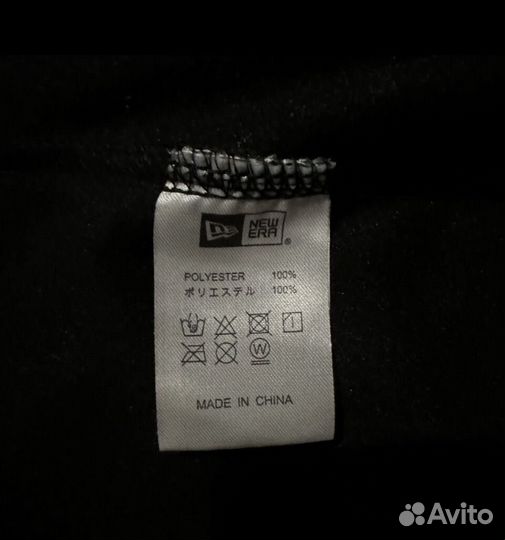 NEW
ERA
®
POLYESTER 100%
ポリエステル 100%
W
MADE IN CHINA
Avito